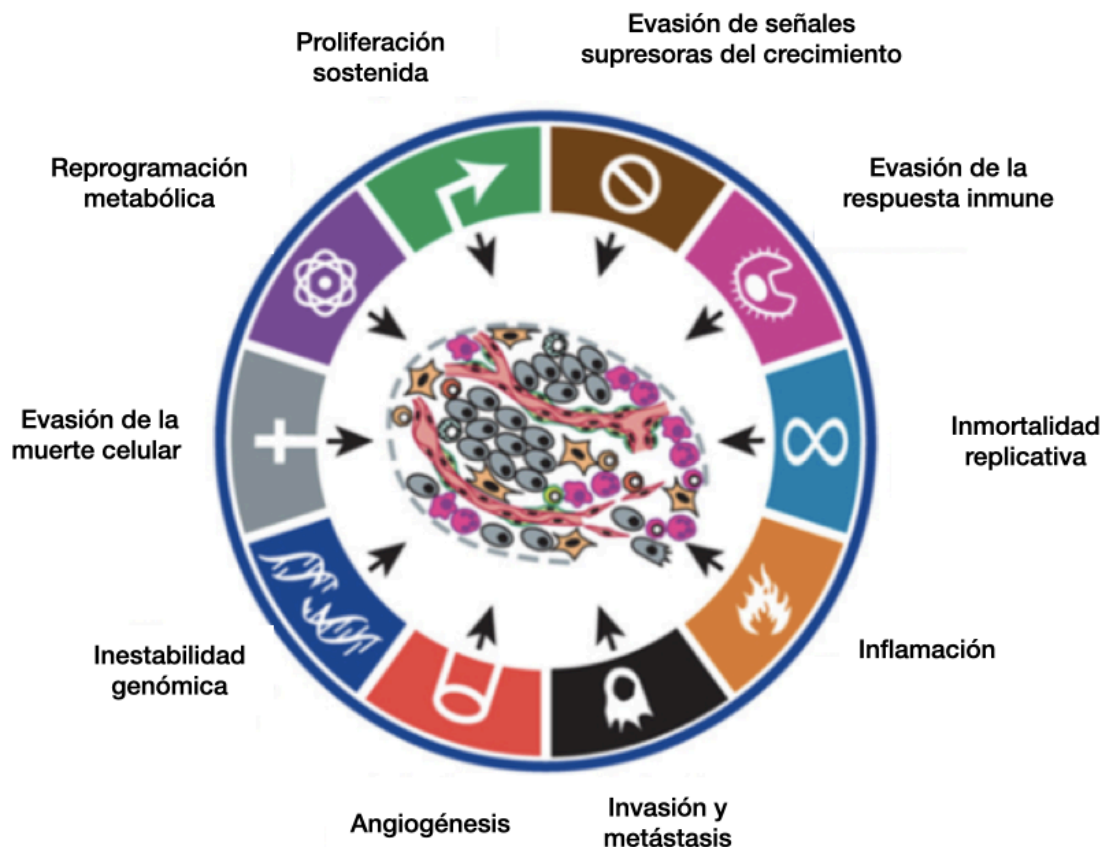 Proliferación
sostenida
Evasión de señales
supresoras del crecimiento
Reprogramación
metabólica
Evasión de la
respuesta inmune
Evasión de la
muerte celular
Inmortalidad
replicativa
Inestabilidad
genómica
Inflamación
Angiogénesis
Invasión y
metástasis